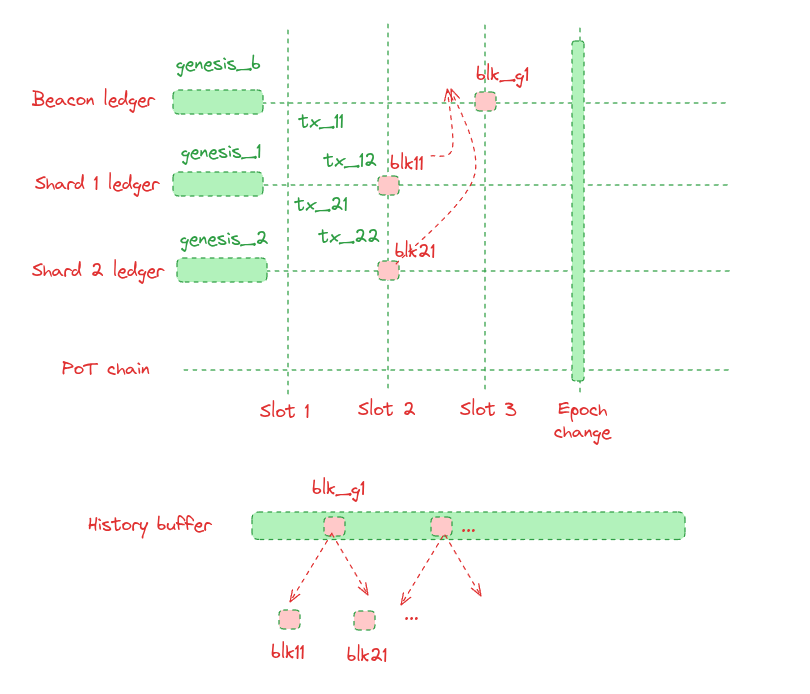 genesis_b
blk_g1
Beacon ledger
tx_11
genesis_1
tx_12
blk11
Shard 1 ledger
tx_21
genesis_2
tx_22
blk21
Shard 2 ledger
PoT chain
Slot 1
Slot 2
Slot 3
Epoch
change
blk_g1
History buffer
...
...
blk11
blk21